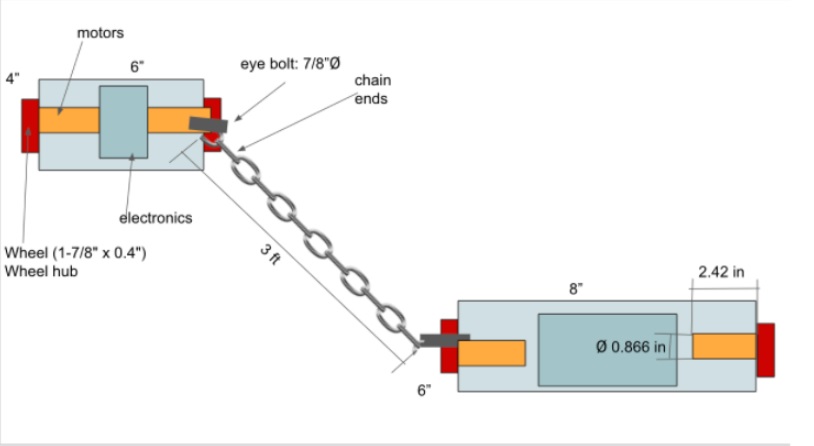 motors
6”
4”
eye bolt: 7/8”Ø
chain
ends
electronics
Wheel (1-7/8" x 0.4")
Wheel hub
3 ft
2.42 in
8”
Ø 0.866 in
6”